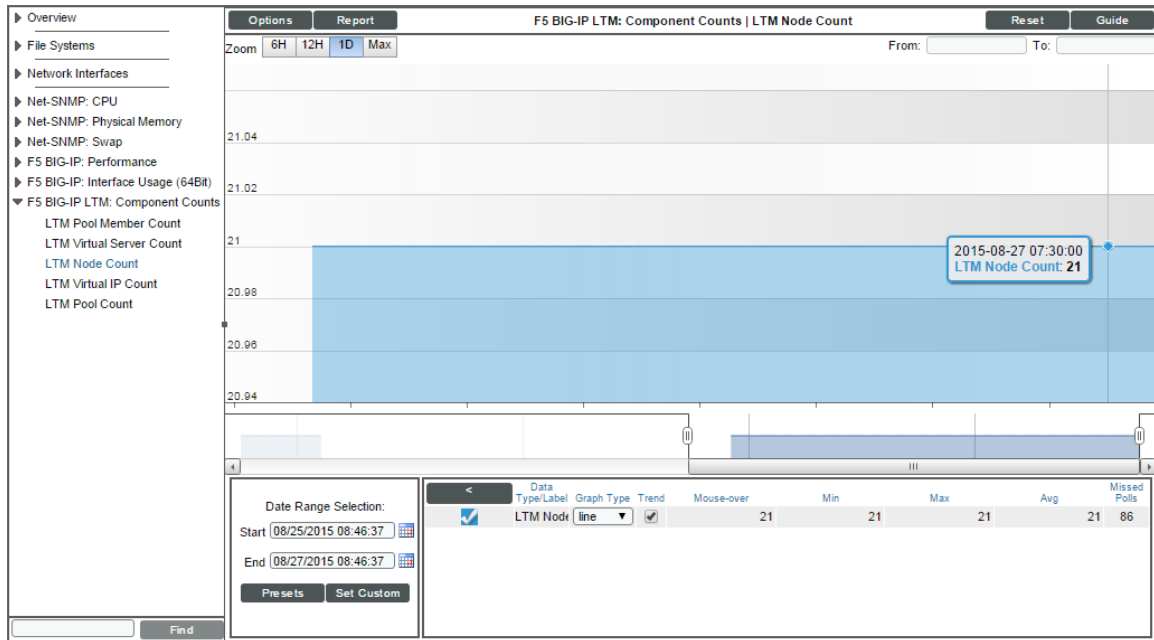 Overview
File Systems
Network Interfaces
Net-SNMP: CPU
Net-SNMP: Physical Memory
Net-SNMP: Swap
F5 BIG-IP: Performance
F5 BIG-IP: Interface Usage (64Bit)
F5 BIG-IP LTM: Component Counts
LTM Pool Member Count
LTM Virtual Server Count
LTM Node Count
LTM Virtual IP Count
LTM Pool Count
Find
Options Report F5 BIG-IP LTM: Component Counts | LTM Node Count Reset Guide
Zoom 6H 12H 1D Max From: To:
21.04
21.02
21
20.98
20.96
20.94
2015-08-27 07:30:00
LTM Node Count: 21
Date Range Selection:
Start 08/25/2015 08:46:37
End 08/27/2015 08:46:37
Presets Set Custom
< Data Type/Label Graph Type Trend Mouse-over Min Max Avg Missed Polls
LTM Node line 21 21 21 21 86